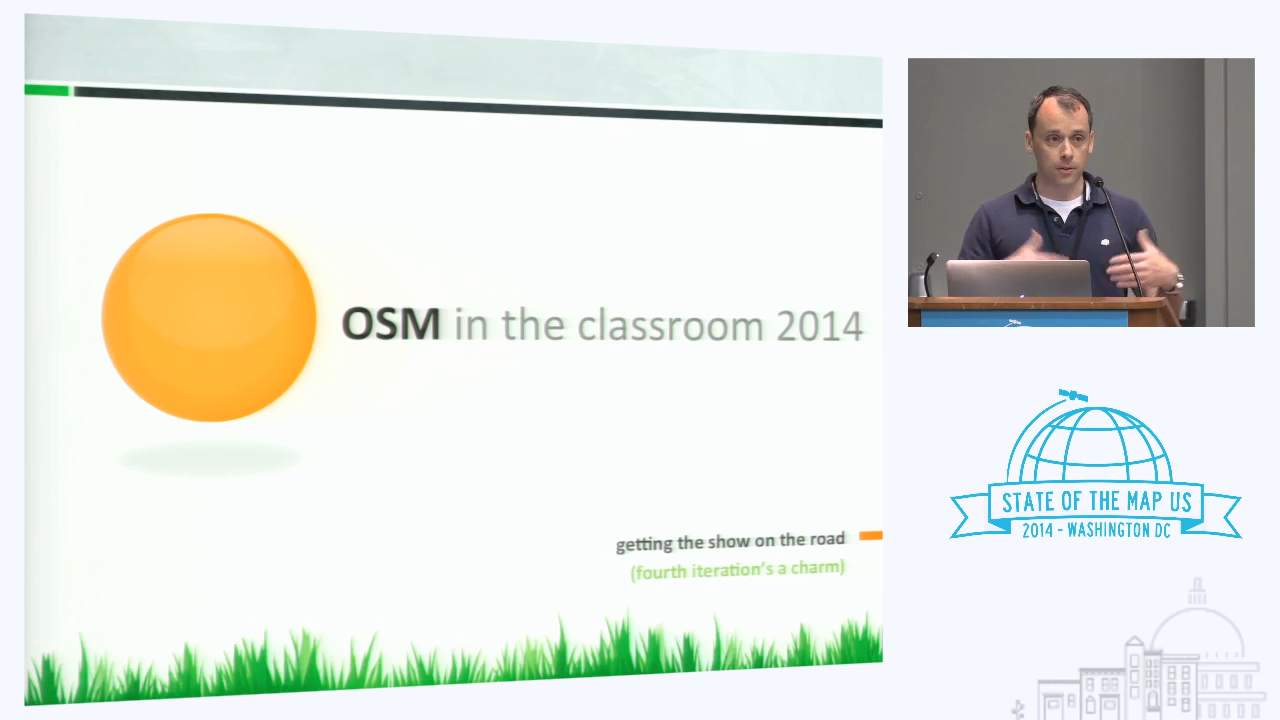 OSM in the classroom 2014
getting the show on the road
(fourth iteration's a charm)
STATE OF THE MAP US
2014 - WASHINGTON DC